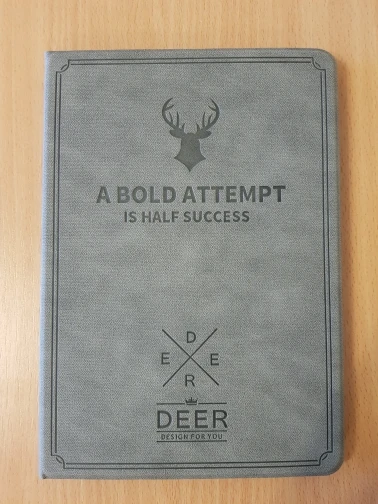 A BOLD ATTEMPT
IS HALF SUCCESS
D
E E
R
DEER
DESIGN FOR YOU